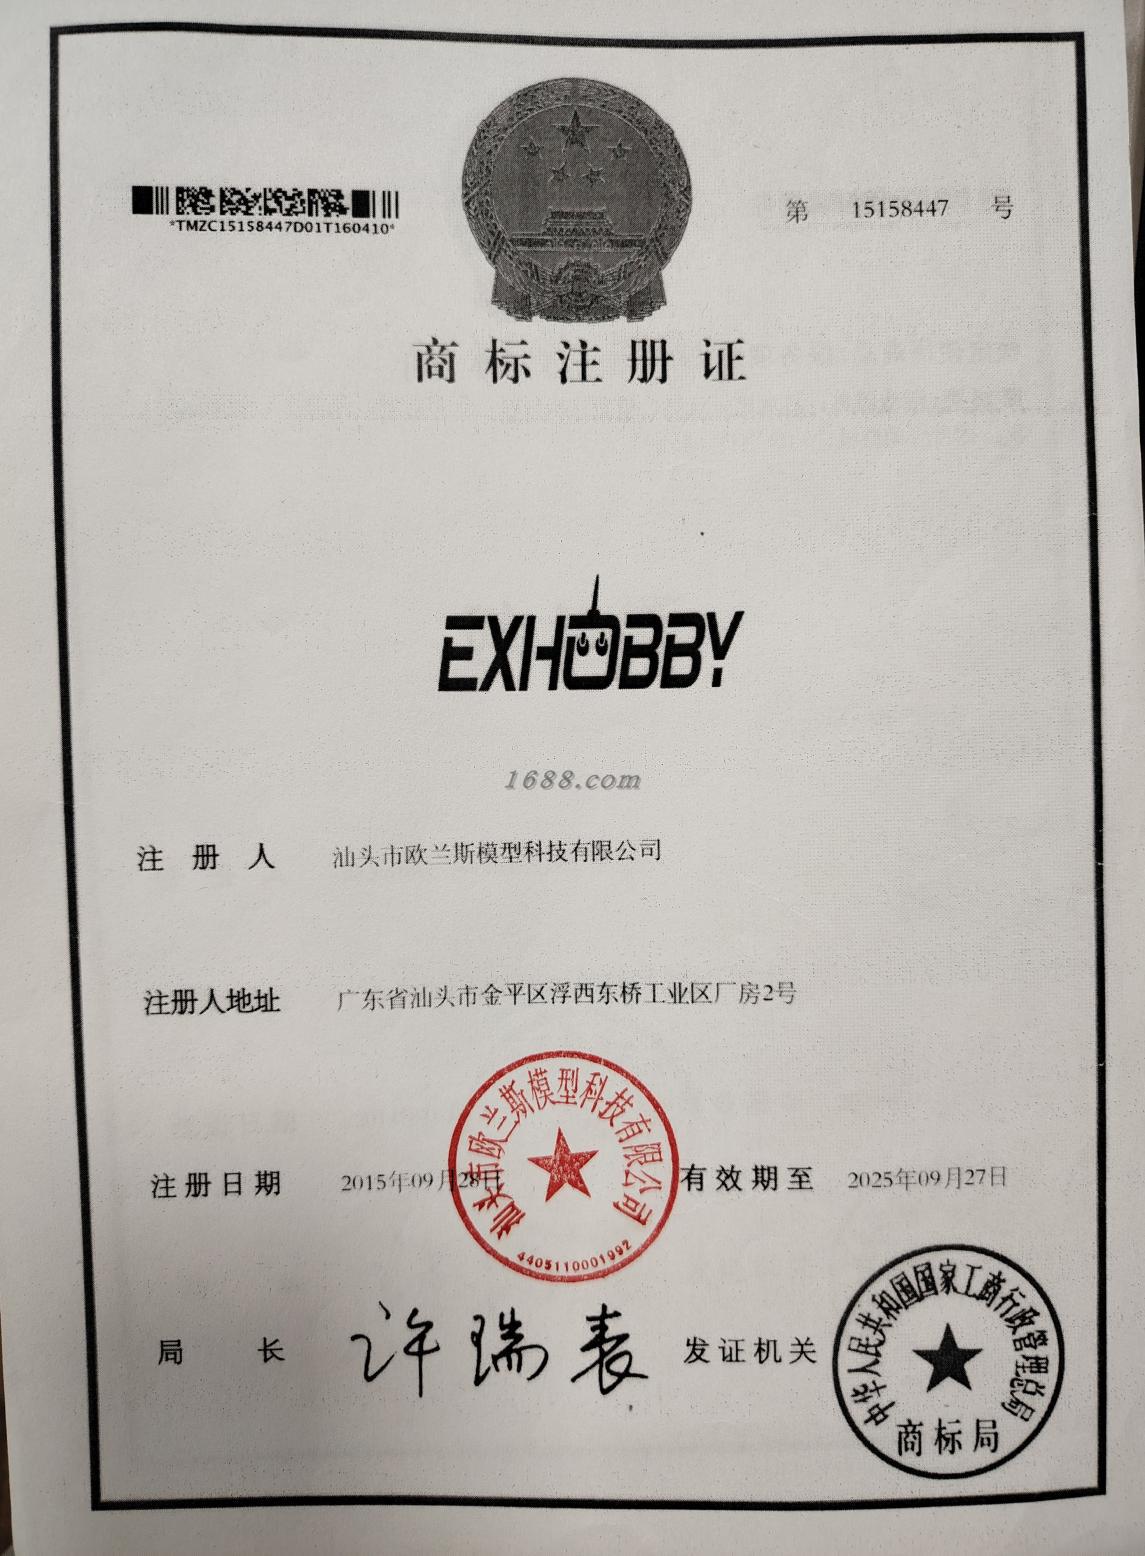 *TMZC15158447D01T160410*
第 15158447 号
商标注册证
EXHOBBY
1688.com
注册人 汕头市欧兰斯模型科技有限公司
注册人地址 广东省汕头市金平区浮西东桥工业区厂房2号
汕头市欧兰斯模型科技有限公司
4405110001992
注册日期 2015年09月28日 有效期至 2025年09月27日
局长 许瑞表 发证机关
中华人民共和国国家工商行政管理总局
商标局